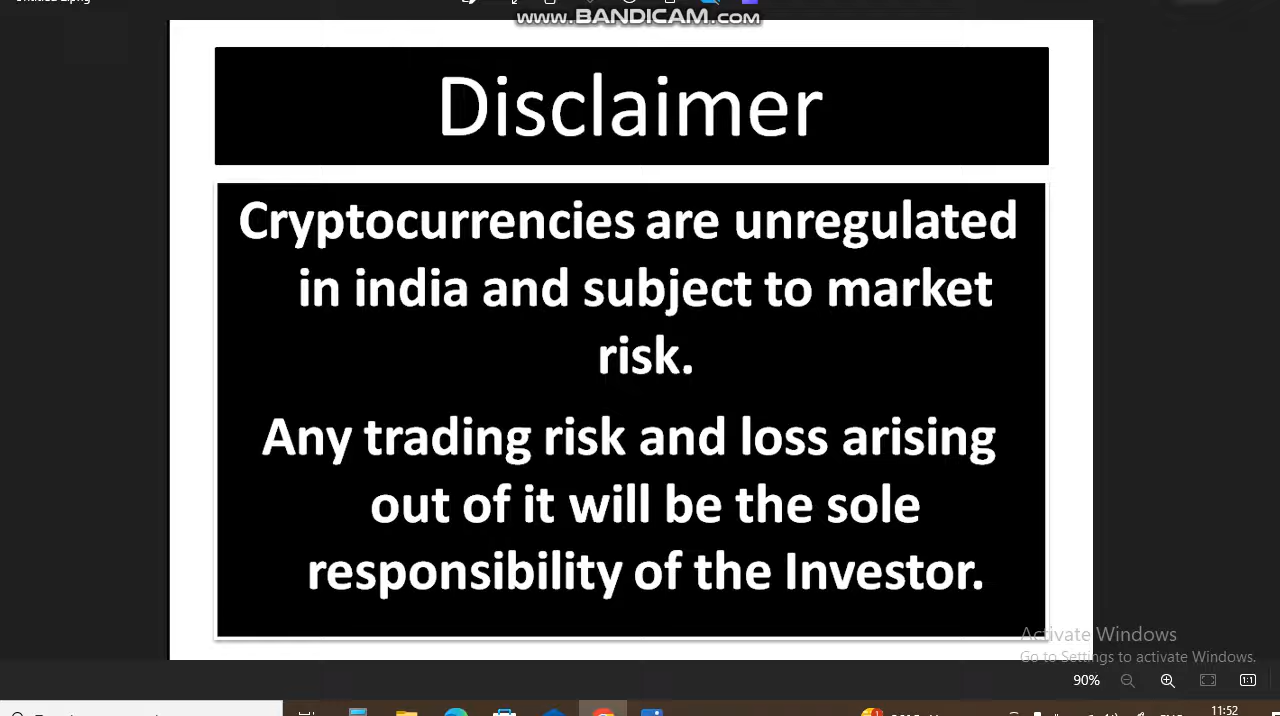 www.BANDICAM.com
Disclaimer
Cryptocurrencies are unregulated
in india and subject to market
risk.
Any trading risk and loss arising
out of it will be the sole
responsibility of the Investor.
Activate Windows
Go to Settings to activate Windows.
90%
1:1
11:52